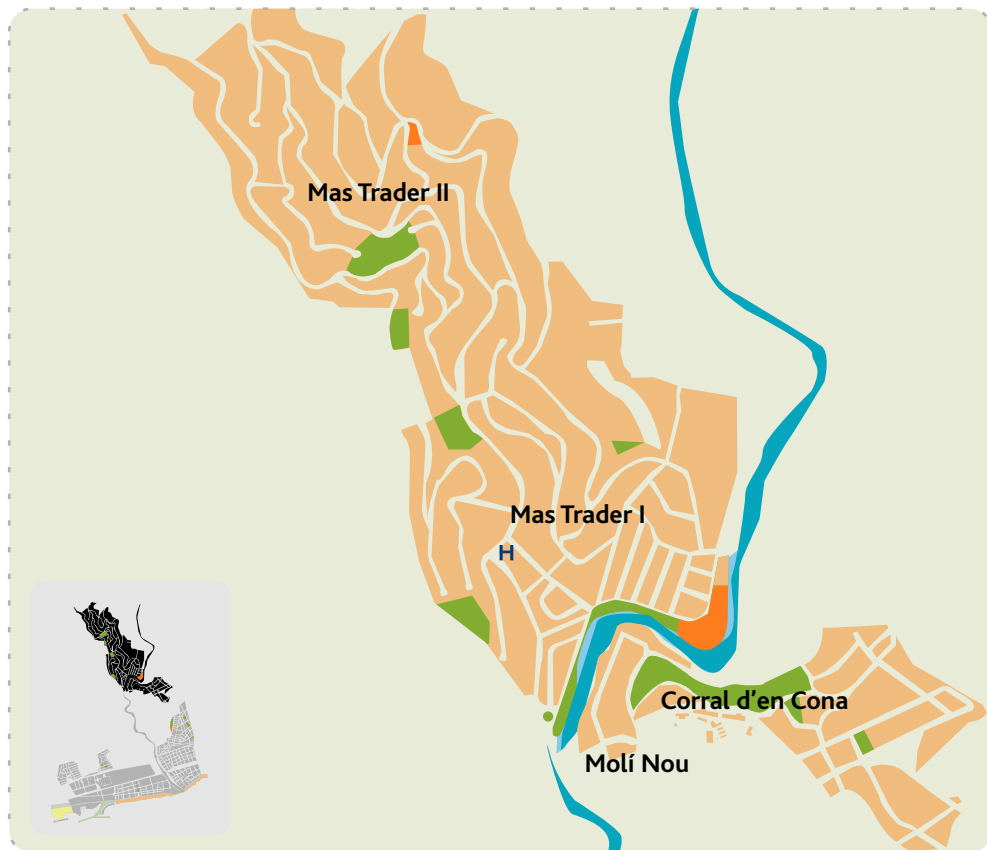 Mas Trader II
Mas Trader I
H
Corral d’en Cona
Molí Nou